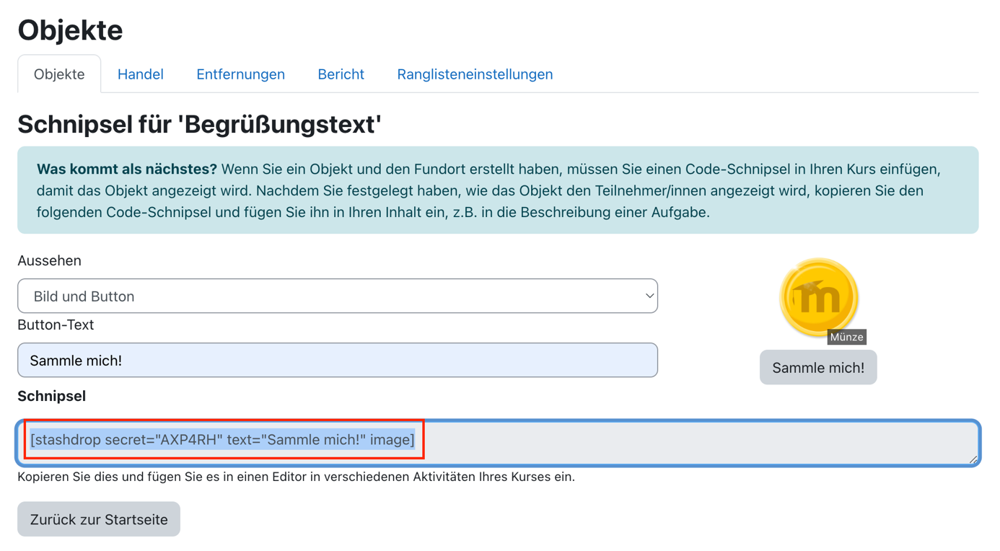 Objekte
Objekte Handel Entfernungen Bericht Ranglisteneinstellungen
Schnipsel für 'Begrüßungstext'
Was kommt als nächstes? Wenn Sie ein Objekt und den Fundort erstellt haben, müssen Sie einen Code-Schnipsel in Ihren Kurs einfügen,
damit das Objekt angezeigt wird. Nachdem Sie festgelegt haben, wie das Objekt den Teilnehmer/innen angezeigt wird, kopieren Sie den
folgenden Code-Schnipsel und fügen Sie ihn in Ihren Inhalt ein, z.B. in die Beschreibung einer Aufgabe.
Aussehen
Bild und Button
Button-Text
Sammle mich!
m
Münze
Sammle mich!
Schnipsel
[stashdrop secret="AXP4RH" text="Sammle mich!" image]
Kopieren Sie dies und fügen Sie es in einen Editor in verschiedenen Aktivitäten Ihres Kurses ein.
Zurück zur Startseite